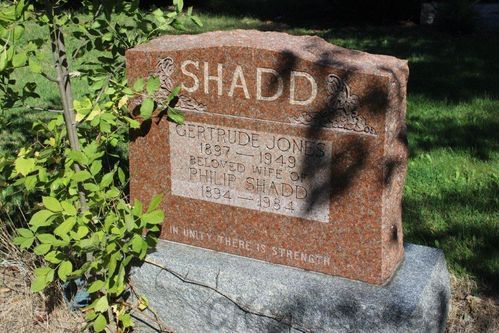 SHADD
GERTRUDE JONES
1897 — 1949
BELOVED WIFE OF
PHILIP SHADD
1894 — 1984
IN UNITY THERE IS STRENGTH